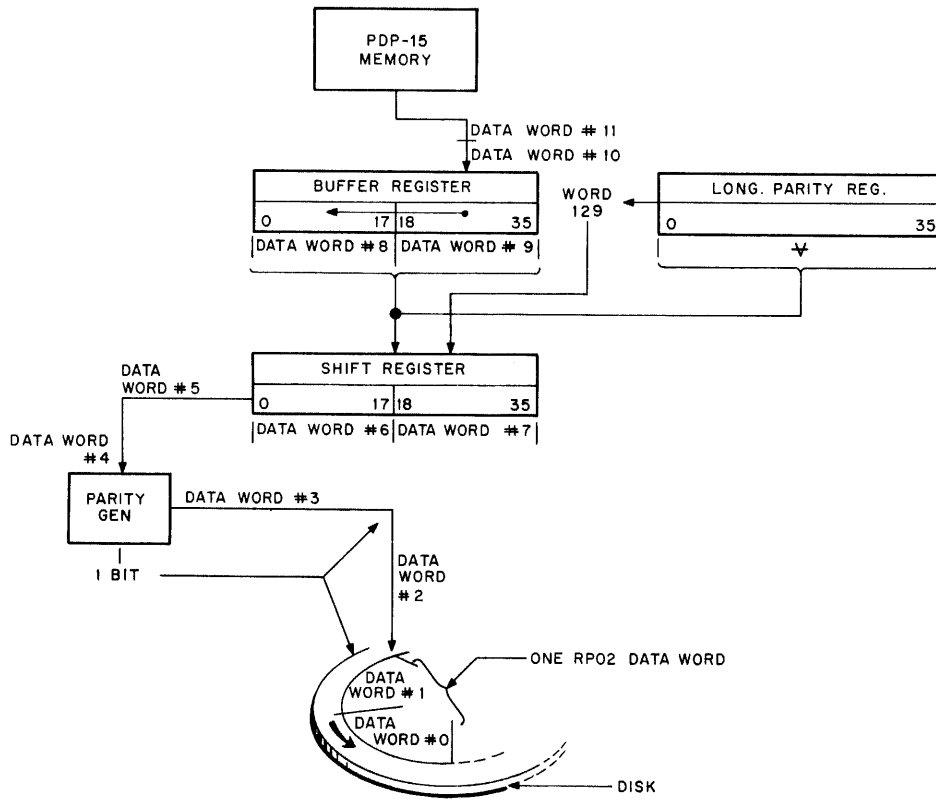 PDP-15
MEMORY
DATA WORD #11
DATA WORD #10
BUFFER REGISTER
0 17 18 35
DATA WORD #8 DATA WORD #9
WORD
129
LONG. PARITY REG.
0 35
V
SHIFT REGISTER
0 17 18 35
DATA WORD #6 DATA WORD #7
DATA
WORD #5
DATA WORD
#4
PARITY
GEN
DATA WORD #3
1 BIT
DATA
WORD
#2
ONE RP02 DATA WORD
DATA
WORD #1
DATA
WORD #0
DISK